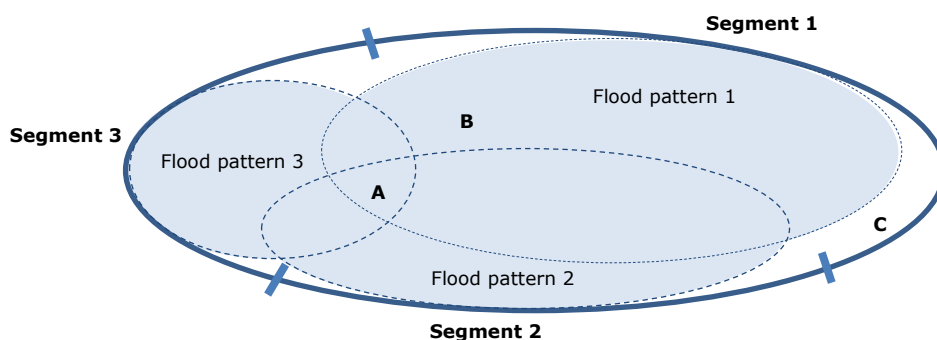 Segment 1
Flood pattern 1
B
Segment 3
Flood pattern 3
A
C
Flood pattern 2
Segment 2